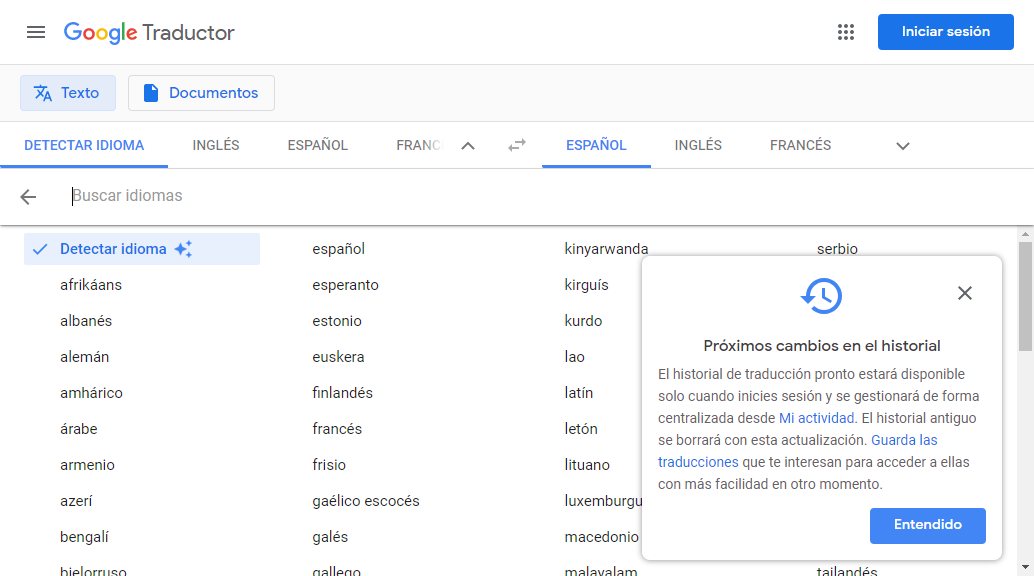 Google Traductor
Iniciar sesión
Texto
Documentos
DETECTAR IDIOMA
INGLÉS
ESPAÑOL
FRANC
ESPAÑOL
INGLÉS
FRANCÉS
Buscar idiomas
Detectar idioma
afrikáans
albanés
alemán
amhárico
árabe
armenio
azerí
bengalí
bielorruso
español
esperanto
estonio
euskera
finlandés
francés
frisio
gaélico escocés
galés
gallego
kinyarwanda
kirguís
kurdo
lao
latín
letón
lituano
luxemburgu
macedonio
malayalam
serbio
tailandés
Próximos cambios en el historial
El historial de traducción pronto estará disponible
solo cuando inicies sesión y se gestionará de forma
centralizada desde Mi actividad. El historial antiguo
se borrará con esta actualización. Guarda las
traducciones que te interesan para acceder a ellas
con más facilidad en otro momento.
Entendido